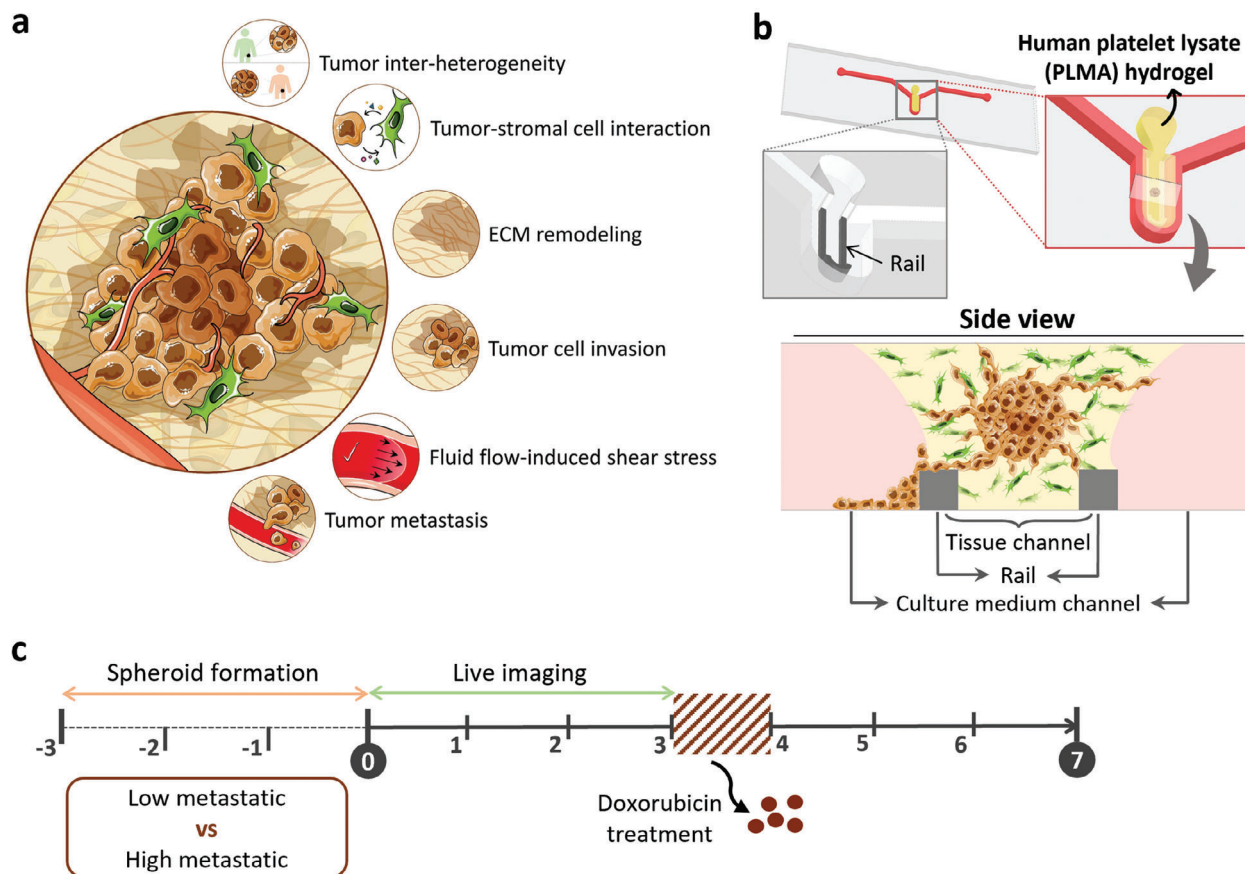 a
Tumor inter-heterogeneity
Tumor-stromal cell interaction
ECM remodeling
Tumor cell invasion
Fluid flow-induced shear stress
Tumor metastasis
b
Human platelet lysate
(PLMA) hydrogel
Rail
Side view
Tissue channel
Rail
Culture medium channel
c
Spheroid formation
Live imaging
-3 -2 -1 0 1 2 3 4 5 6 7
Low metastatic
vs
High metastatic
Doxorubicin
treatment